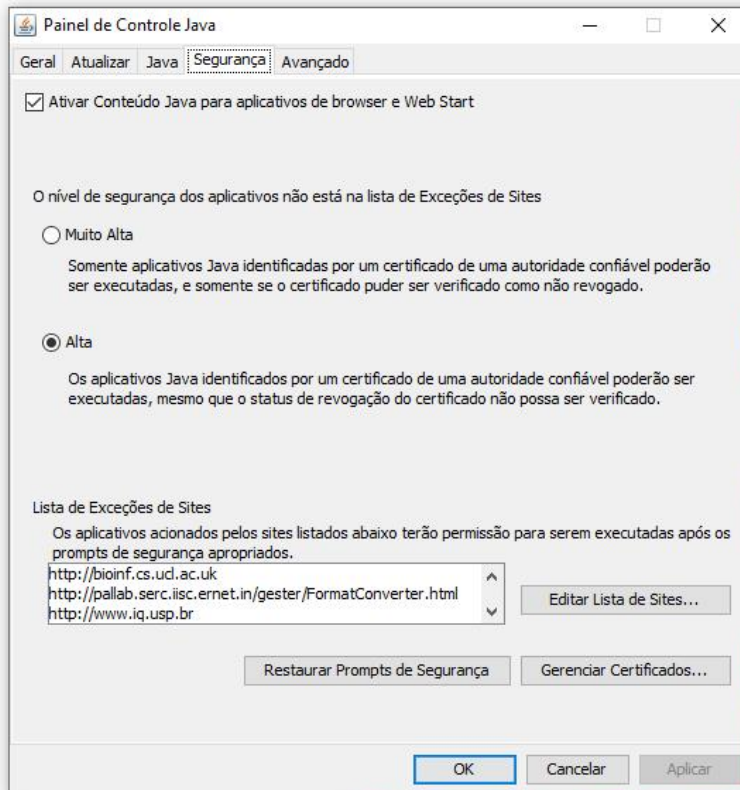 Painel de Controle Java
Geral Atualizar Java Segurança Avançado
Ativar Conteúdo Java para aplicativos de browser e Web Start
O nível de segurança dos aplicativos não está na lista de Exceções de Sites
Muito Alta
Somente aplicativos Java identificadas por um certificado de uma autoridade confiável poderão
ser executadas, e somente se o certificado puder ser verificado como não revogado.
Alta
Os aplicativos Java identificados por um certificado de uma autoridade confiável poderão ser
executadas, mesmo que o status de revogação do certificado não possa ser verificado.
Lista de Exceções de Sites
Os aplicativos acionados pelos sites listados abaixo terão permissão para serem executadas após os
prompts de segurança apropriados.
http://bioinf.cs.ucl.ac.uk
http://pallab.serc.iisc.ernet.in/gester/FormatConverter.html
http://www.iq.usp.br
Editar Lista de Sites...
Restaurar Prompts de Segurança Gerenciar Certificados...
OK Cancelar Aplicar